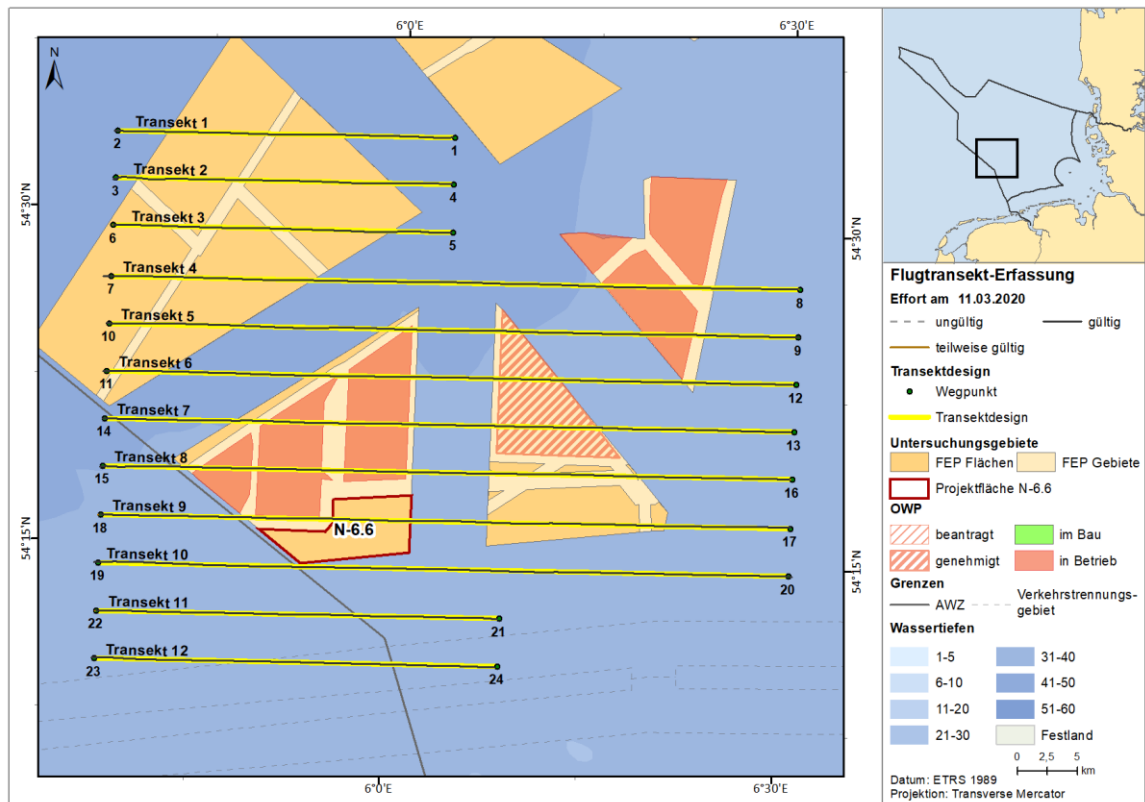 6°0'E
6°30'E
N
54°30'N
54°15'N
54°30'N
54°15'N
Transekt 1
2
1
Transekt 2
3
4
Transekt 3
6
5
Transekt 4
7
8
Transekt 5
10
9
Transekt 6
11
12
Transekt 7
14
13
Transekt 8
15
16
Transekt 9
18
17
N-6.6
Transekt 10
19
20
Transekt 11
22
21
Transekt 12
23
24
6°0'E
6°30'E
Flugtransekt-Erfassung
Effort am 11.03.2020
ungültig
gültig
teilweise gültig
Transektdesign
Wegpunkt
Transektdesign
Untersuchungsgebiete
FEP Flächen
FEP Gebiete
Projektfläche N-6.6
OWP
beantragt
im Bau
genehmigt
in Betrieb
Grenzen
AWZ
Verkehrstrennungs-
gebiet
Wassertiefen
1-5
31-40
6-10
41-50
11-20
51-60
21-30
Festland
0 2,5 5
km
Datum: ETRS 1989
Projektion: Transverse Mercator